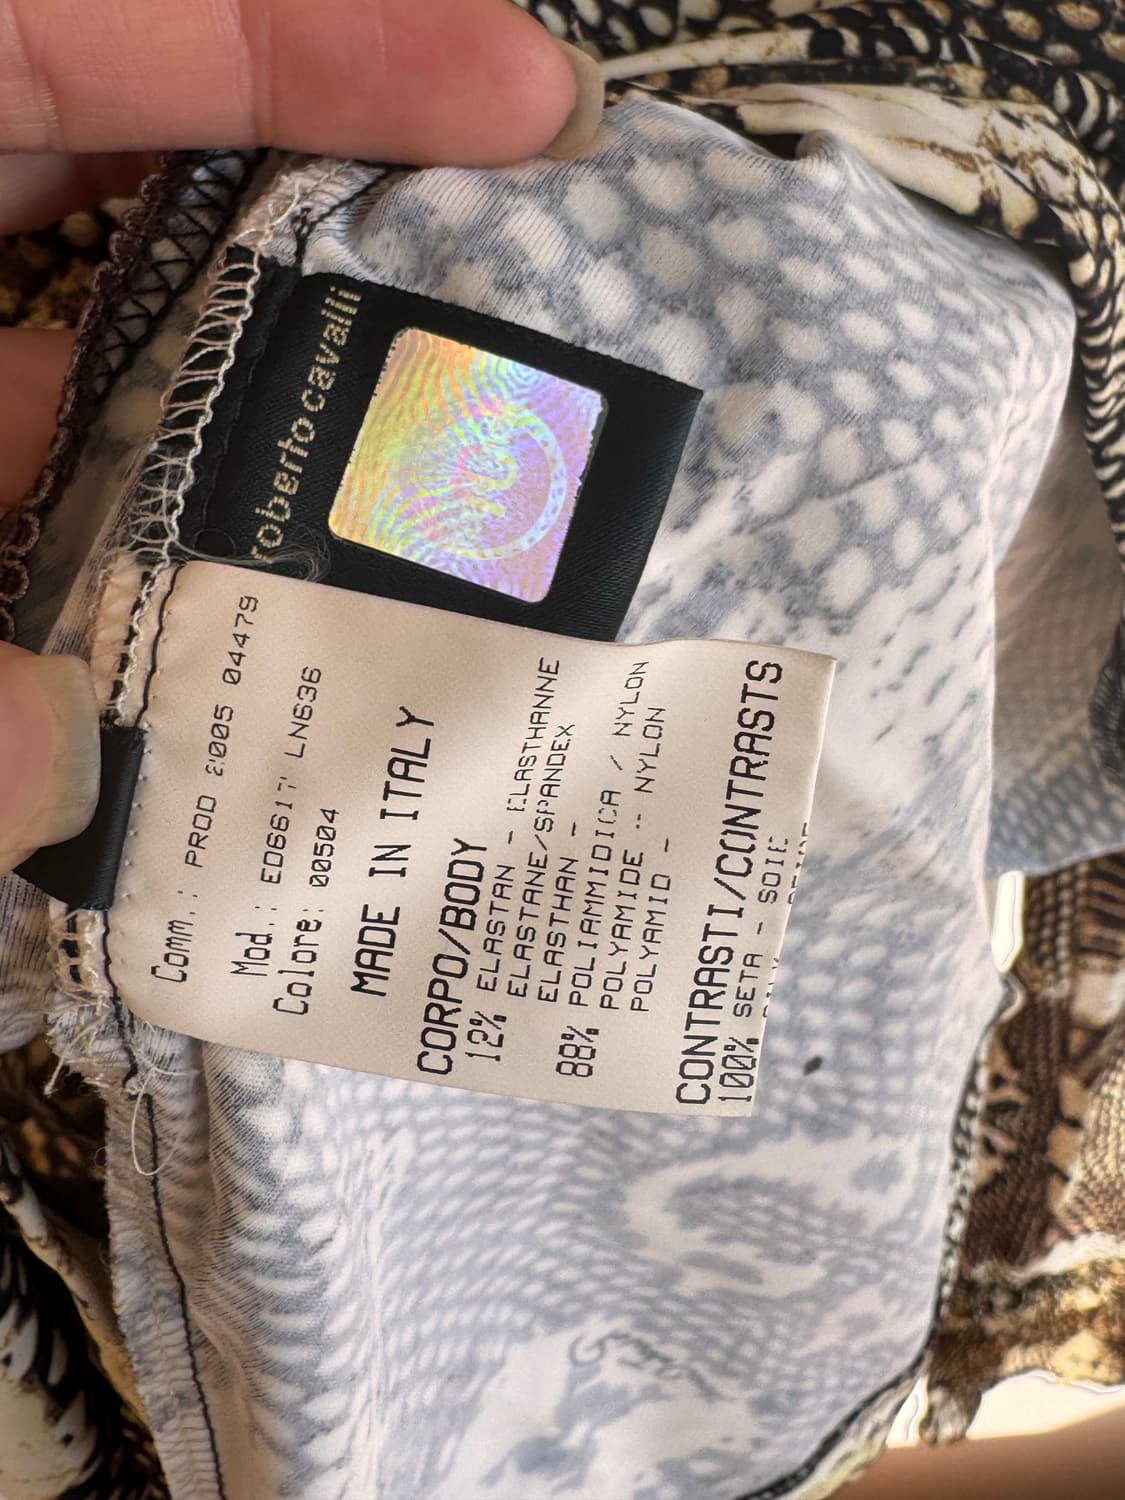 roberto cavalli
Comm.: PROD 2005 04479
Mod.: ED6617 LN636
Colore: 00504
MADE IN ITALY
CORPO/BODY
12% ELASTAN - ELASTHANNE
ELASTANE/SPANDEX
ELASTHAN -
88% POLIAMMIDICA / NYLON
POLYAMIDE - NYLON
POLYAMID -
CONTRASTI/CONTRASTS
100% SETA - SOIE